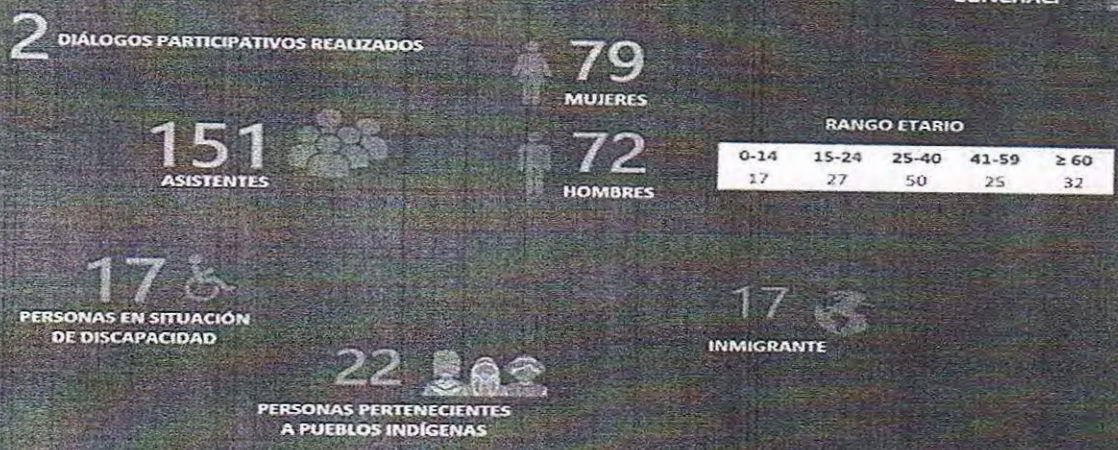 2 DIÁLOGOS PARTICIPATIVOS REALIZADOS
79
MUJERES
151
ASISTENTES
72
HOMBRES
RANGO ETARIO
0-14 15-24 25-40 41-59 ≥ 60
17 27 50 25 32
17
PERSONAS EN SITUACIÓN
DE DISCAPACIDAD
17
INMIGRANTE
22
PERSONAS PERTENECIENTES
A PUEBLOS INDÍGENAS